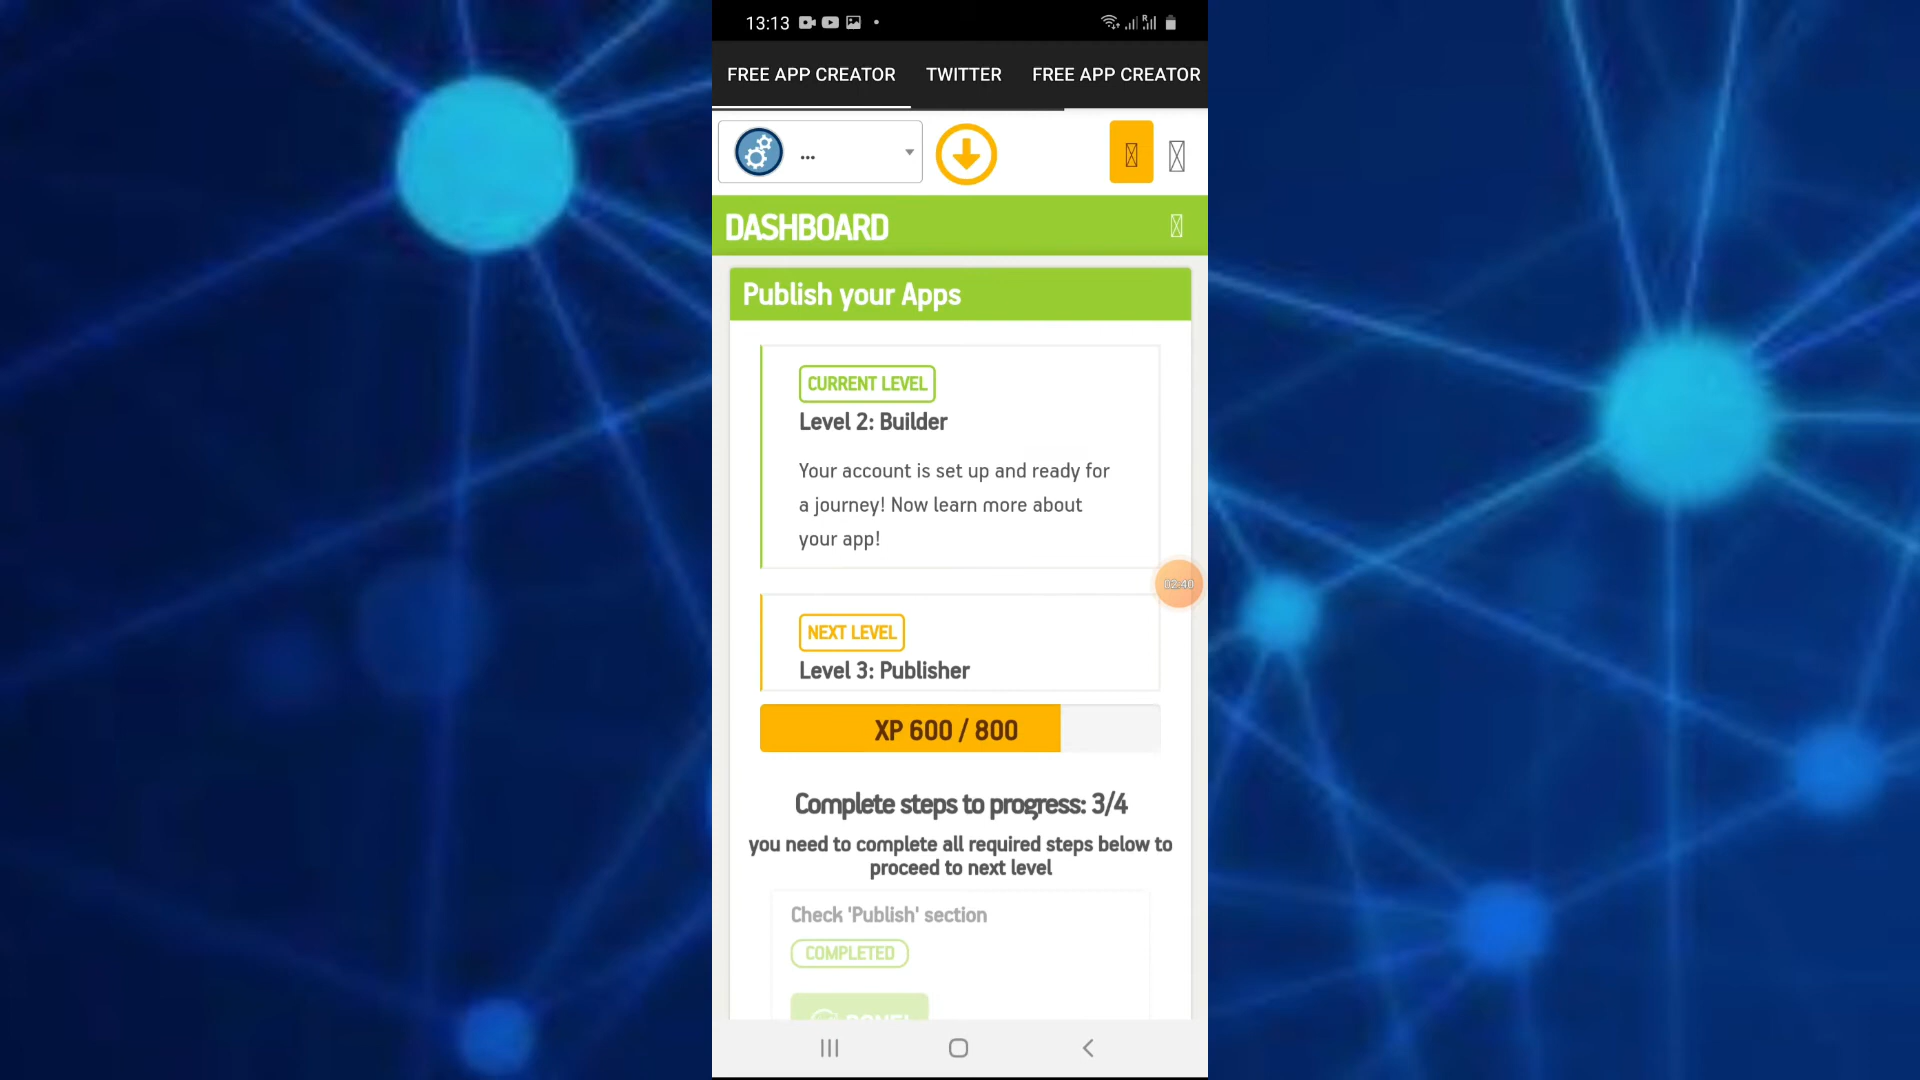 13:13
FREE APP CREATOR TWITTER FREE APP CREATOR
...
DASHBOARD
Publish your Apps
CURRENT LEVEL
Level 2: Builder
Your account is set up and ready for
a journey! Now learn more about
your app!
02:40
NEXT LEVEL
Level 3: Publisher
XP 600 / 800
Complete steps to progress: 3/4
you need to complete all required steps below to
proceed to next level
Check 'Publish' section
COMPLETED
DONE!